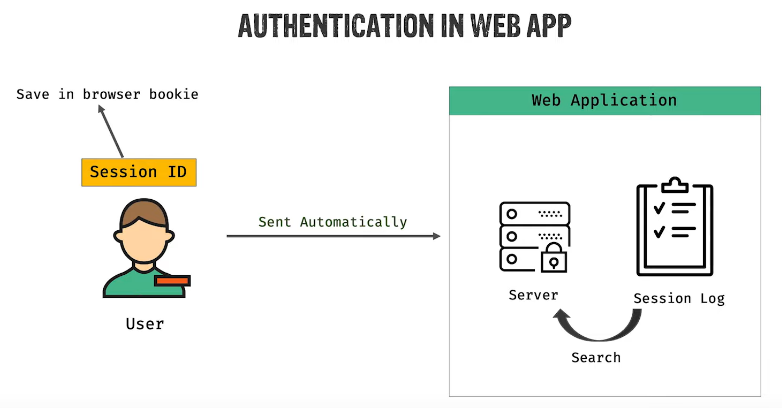 AUTHENTICATION IN WEB APP
Save in browser bookie
Web Application
Session ID
Sent Automatically
Server
Session Log
User
Search